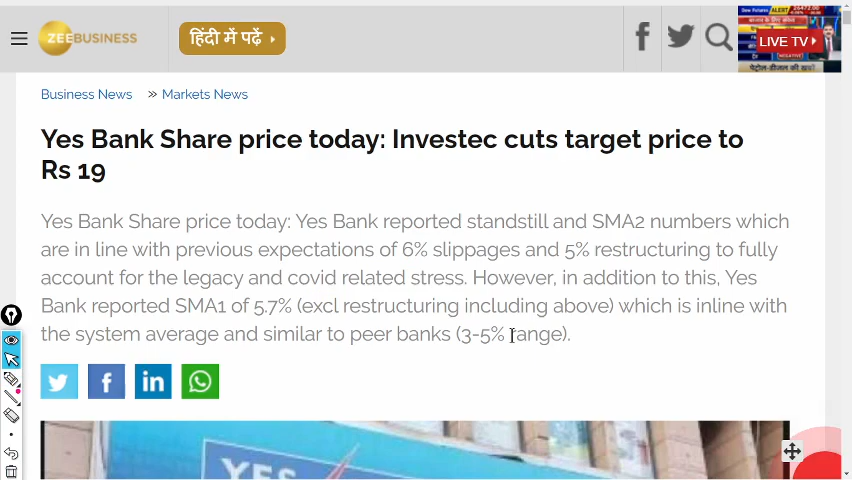 ZEEBUSINESS
हिंदी में पढ़ें
LIVE TV
Business News » Markets News
Yes Bank Share price today: Investec cuts target price to
Rs 19
Yes Bank Share price today: Yes Bank reported standstill and SMA2 numbers which
are in line with previous expectations of 6% slippages and 5% restructuring to fully
account for the legacy and covid related stress. However, in addition to this, Yes
Bank reported SMA1 of 5.7% (excl restructuring including above) which is inline with
the system average and similar to peer banks (3-5% range).
YES